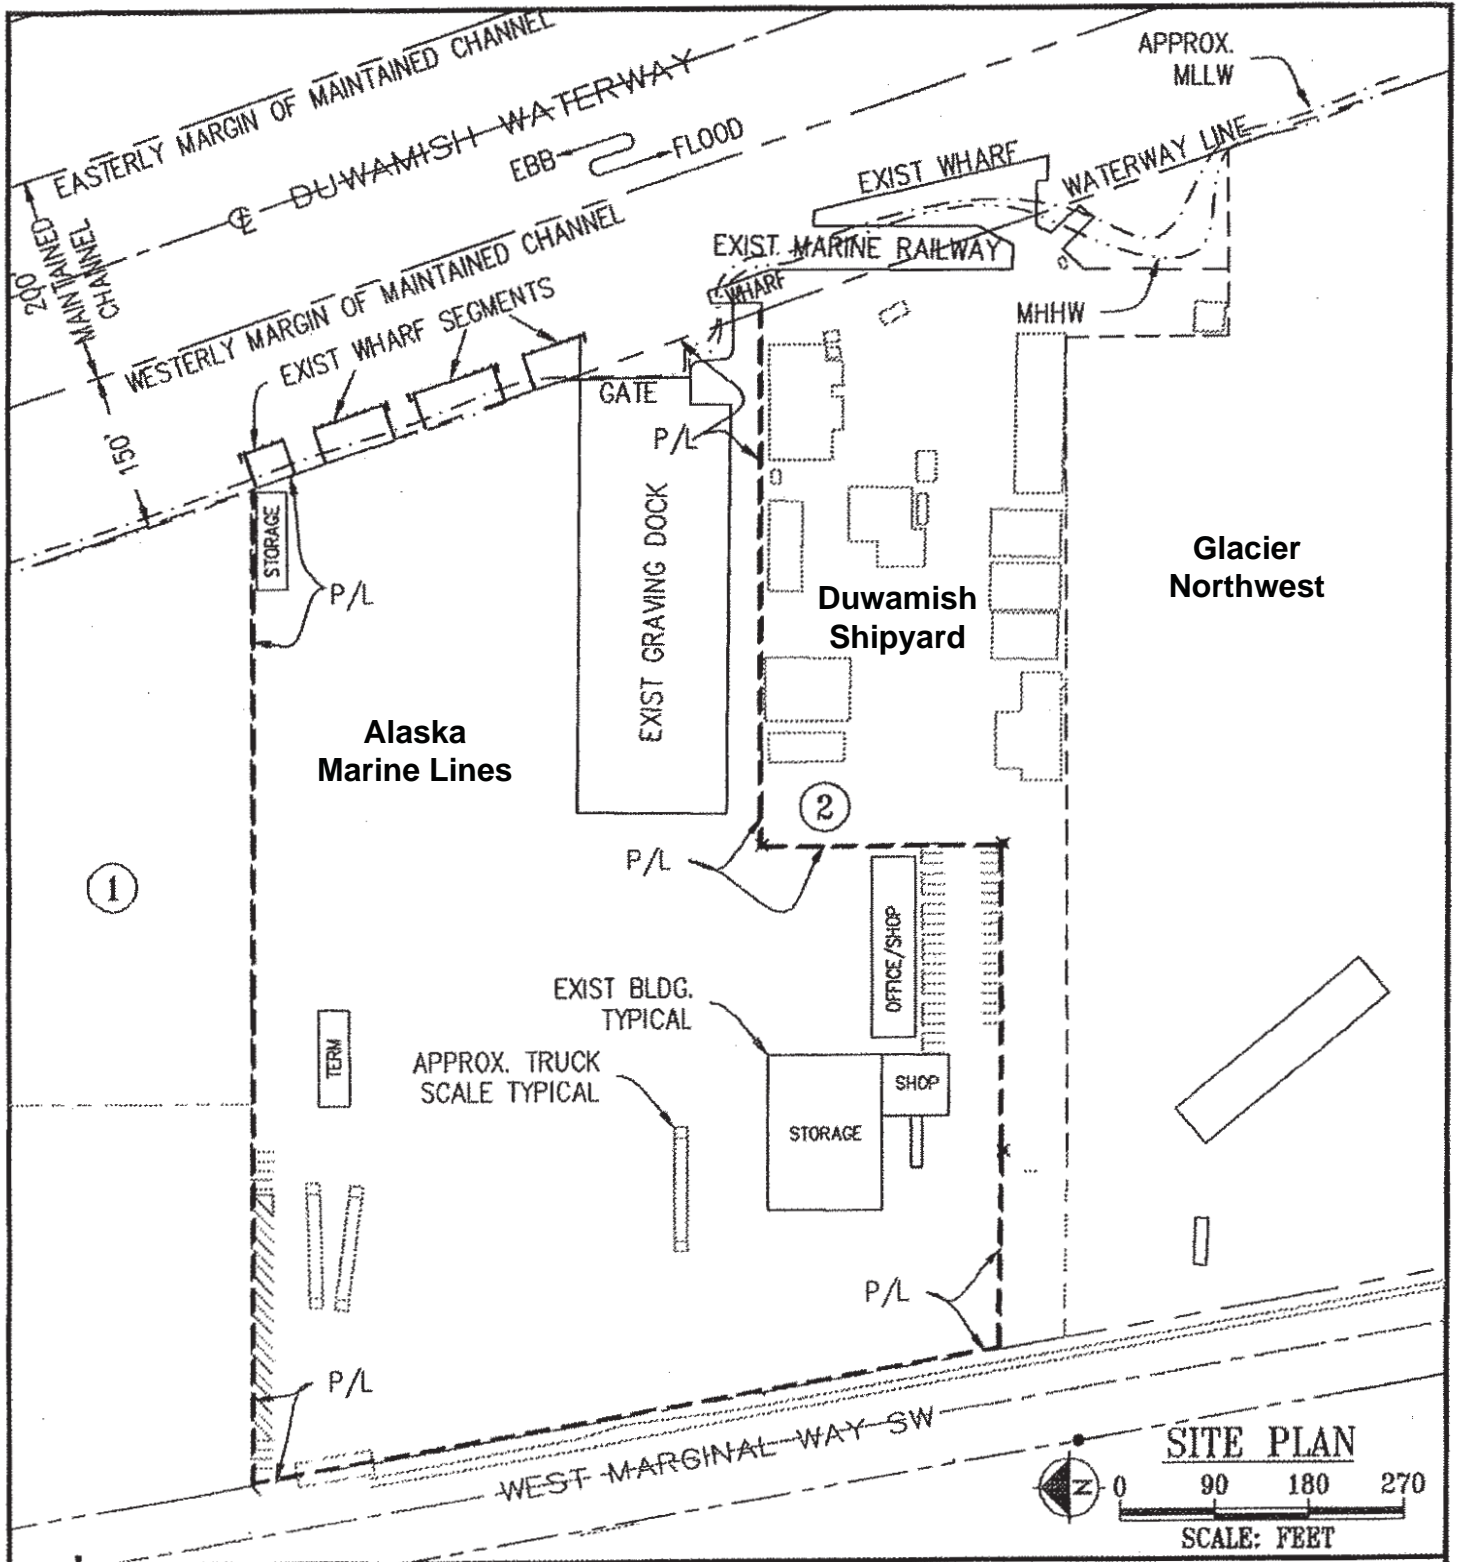 EASTERLY MARGIN OF MAINTAINED CHANNEL
DUWAMISH WATERWAY
EBB
FLOOD
APPROX.
MLLW
200'
MAINTAINED
CHANNEL
WESTERLY MARGIN OF MAINTAINED CHANNEL
EXIST WHARF
WATERWAY LINE
EXIST. MARINE RAILWAY
WHARF
MHHW
EXIST WHARF SEGMENTS
150'
GATE
P/L
STORAGE
P/L
EXIST GRAVING DOCK
Duwamish
Shipyard
Glacier
Northwest
Alaska
Marine Lines
2
P/L
1
OFFICE/SHOP
EXIST BLDG.
TYPICAL
TERM
APPROX. TRUCK
SCALE TYPICAL
SHOP
STORAGE
P/L
P/L
WEST MARGINAL WAY SW
SITE PLAN
N
0 90 180 270
SCALE: FEET